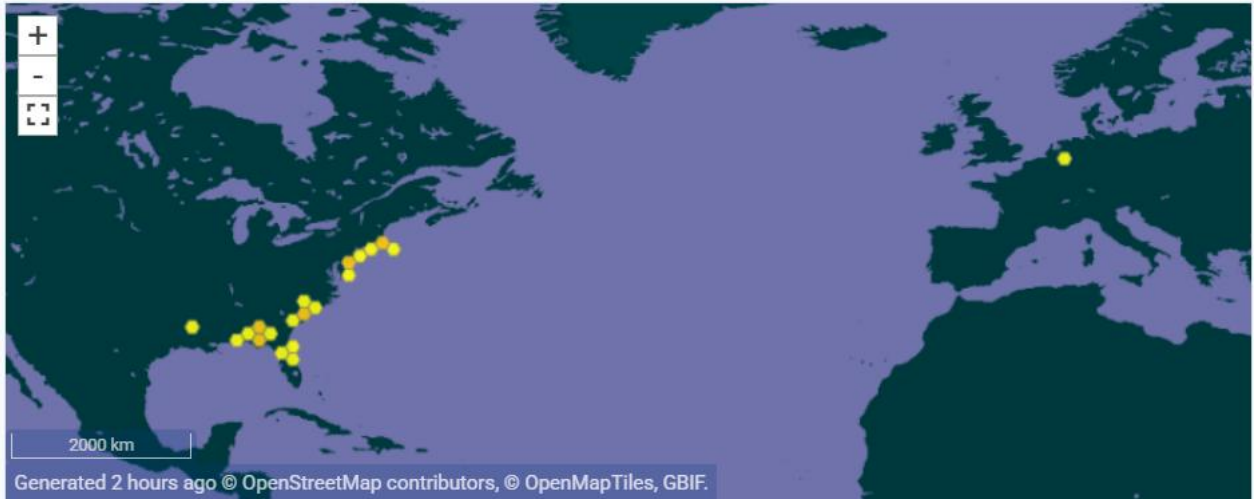 +
-
2000 km
Generated 2 hours ago © OpenStreetMap contributors, © OpenMapTiles, GBIF.